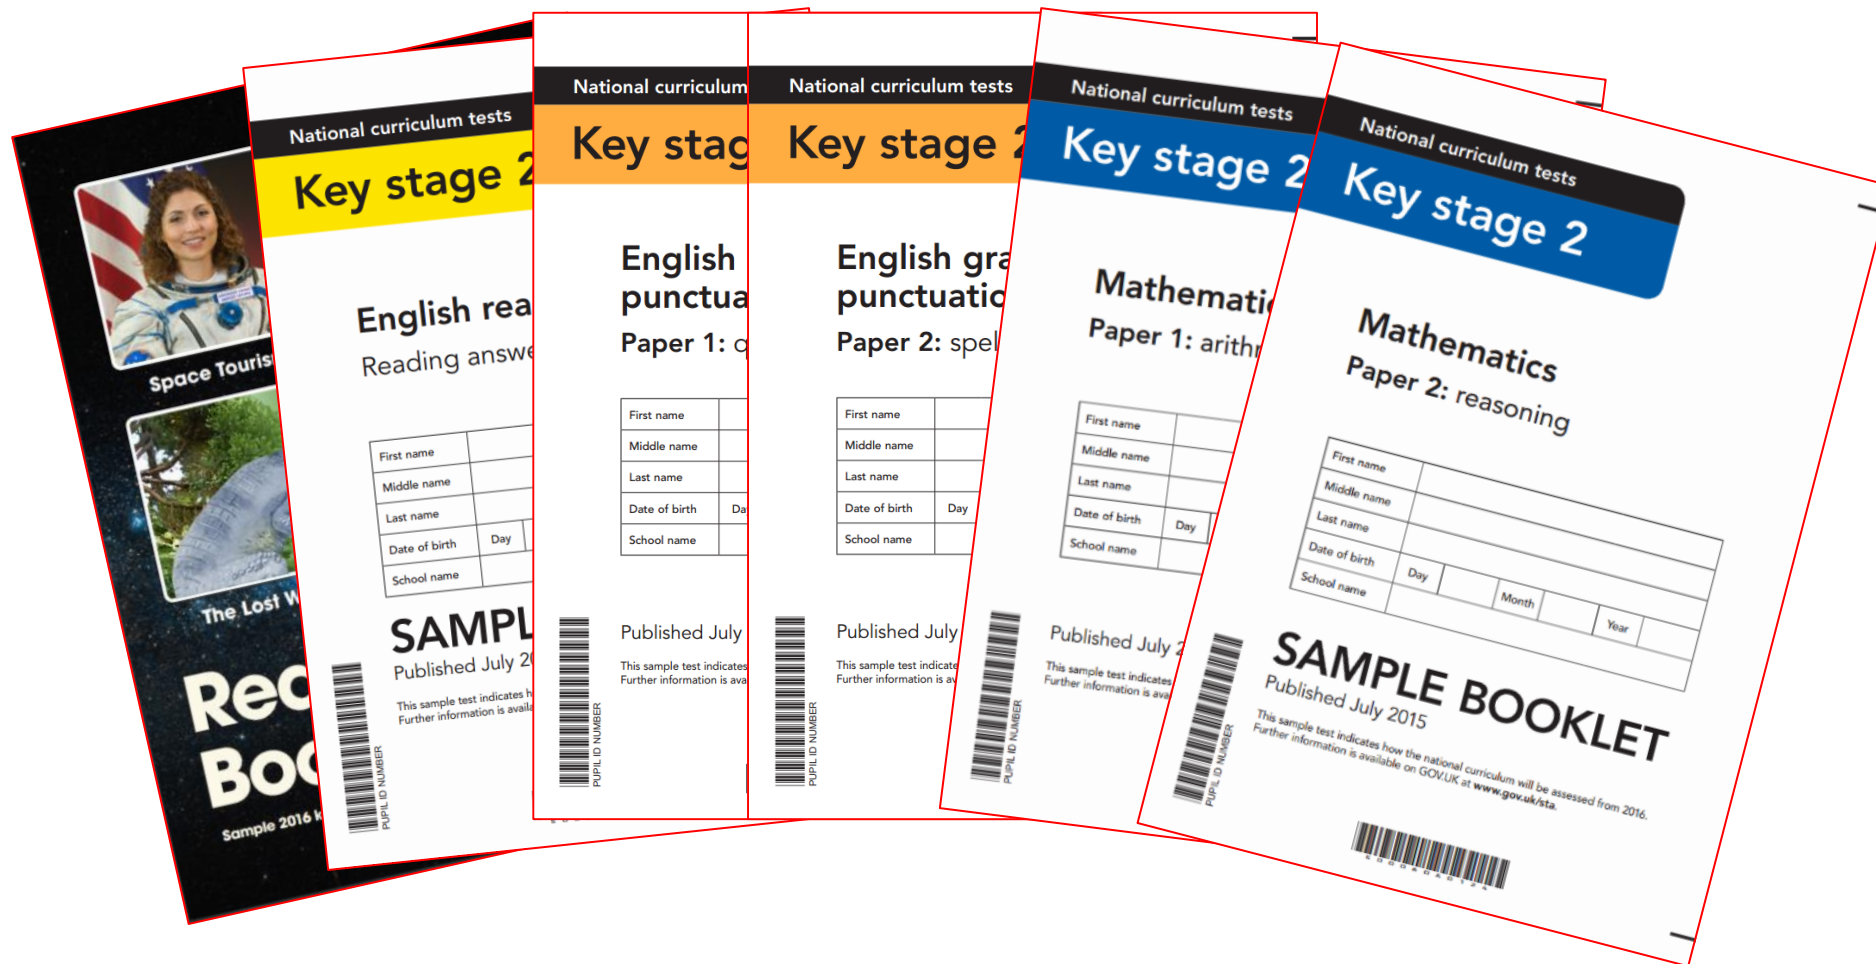 Space Touris
The Lost W
Rea
Boo
Sample 2016 k
National curriculum tests
Key stage 2
English rea
Reading answe
First name
Middle name
Last name
Date of birth Day
School name
SAMPL
Published July 20
This sample test indicates h
Further information is availa
PUPIL ID NUMBER
National curriculum
Key stag
English
punctua
Paper 1: q
First name
Middle name
Last name
Date of birth Da
School name
Published July
This sample test indicates
Further information is ava
PUPIL ID NUMBER
National curriculum tests
Key stage 2
English gra
punctuatio
Paper 2: spel
First name
Middle name
Last name
Date of birth Day
School name
Published July
This sample test indicate
Further information is av
PUPIL ID NUMBER
National curriculum tests
Key stage 2
Mathematic
Paper 1: arithr
First name
Middle name
Last name
Date of birth Day
School name
Published July 2
This sample test indicates
Further information is ava
PUPIL ID NUMBER
National curriculum tests
Key stage 2
Mathematics
Paper 2: reasoning
First name
Middle name
Last name
Date of birth Day Month Year
School name
SAMPLE BOOKLET
Published July 2015
This sample test indicates how the national curriculum will be assessed from 2016.
Further information is available on GOV.UK at www.gov.uk/sta.
PUPIL ID NUMBER